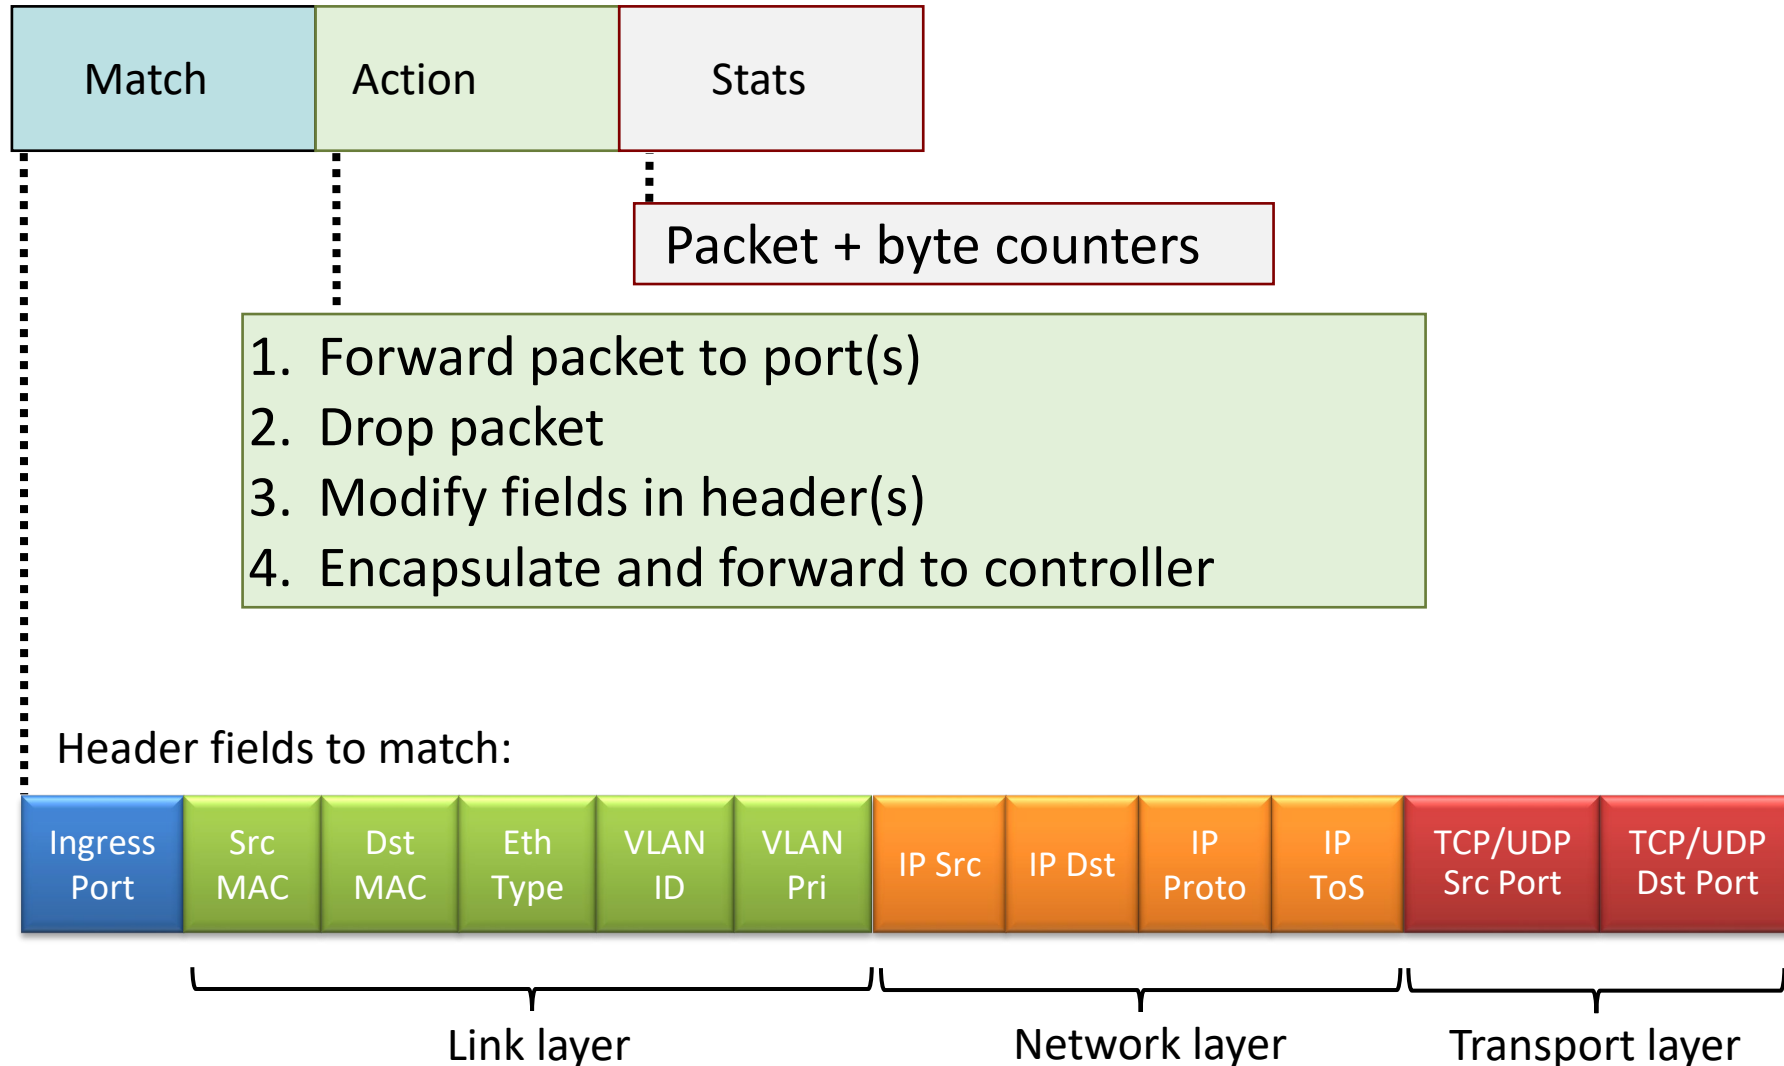 Match
Action
Stats
Packet + byte counters
1. Forward packet to port(s)
2. Drop packet
3. Modify fields in header(s)
4. Encapsulate and forward to controller
Header fields to match:
Ingress
Port
Src
MAC
Dst
MAC
Eth
Type
VLAN
ID
VLAN
Pri
IP Src
IP Dst
IP
Proto
IP
ToS
TCP/UDP
Src Port
TCP/UDP
Dst Port
Link layer
Network layer
Transport layer